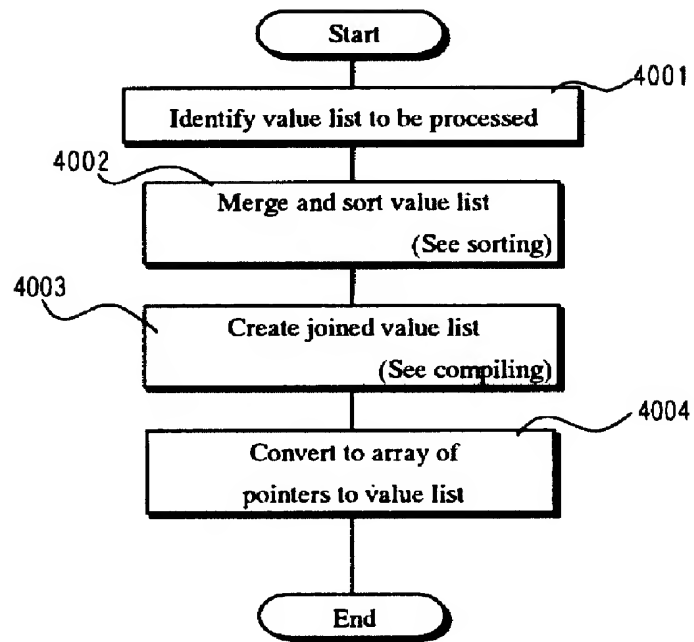 Start
4001
Identify value list to be processed
4002
Merge and sort value list
(See sorting)
4003
Create joined value list
(See compiling)
4004
Convert to array of
pointers to value list
End